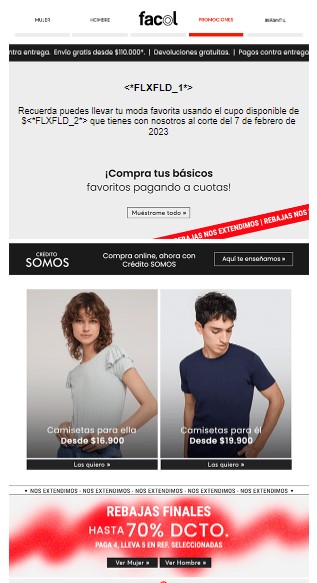 MUJER
HOMBRE
facol
PROMOCIONES
ntra entrega. Envío gratis desde $110.000*. | Devoluciones gratuitas. | Pagos contra entrega
<*FLXFLD_1*>
Recuerda puedes llevar tu moda favorita usando el cupo disponible de
$<*FLXFLD_2*> que tienes con nosotros al corte del 7 de febrero de
2023
¡Compra tus básicos
favoritos pagando a cuotas!
Muéstrame todo »
REBAJAS NOS EXTENDIMOS | REBAJAS NOS
CRÉDITO
SOMOS
Compra online, ahora con
Crédito SOMOS
Aquí te enseñamos »
Camisetas para ella
Desde $16.900
Las quiero »
Camisetas para él
Desde $19.900
Las quiero »
• NOS EXTENDIMOS - NOS EXTENDIMOS - NOS EXTENDIMOS - NOS EXTENDIMOS •
REBAJAS FINALES
HASTA 70% DCTO.
PAGA 4, LLEVA 5 EN REF. SELECCIONADAS
Ver Mujer »
Ver Hombre »